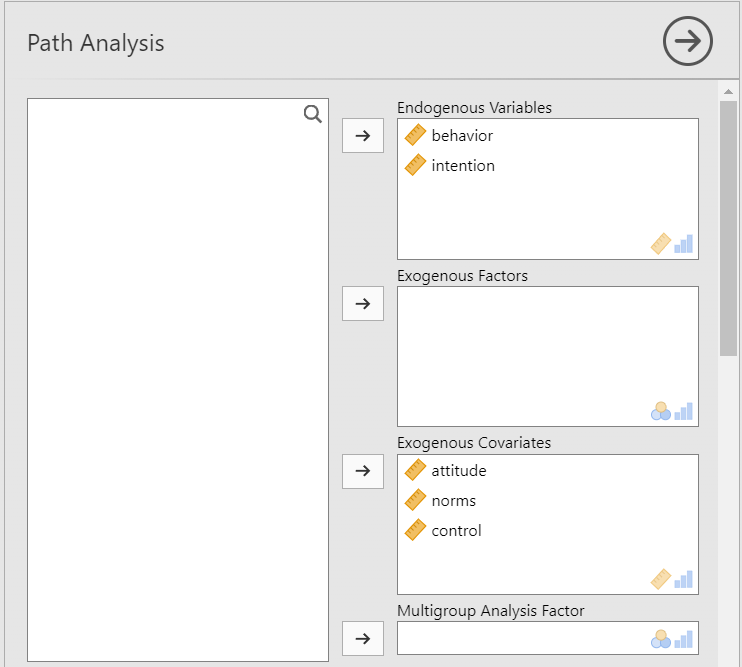 Path Analysis
Endogenous Variables
behavior
intention
Exogenous Factors
Exogenous Covariates
attitude
norms
control
Multigroup Analysis Factor